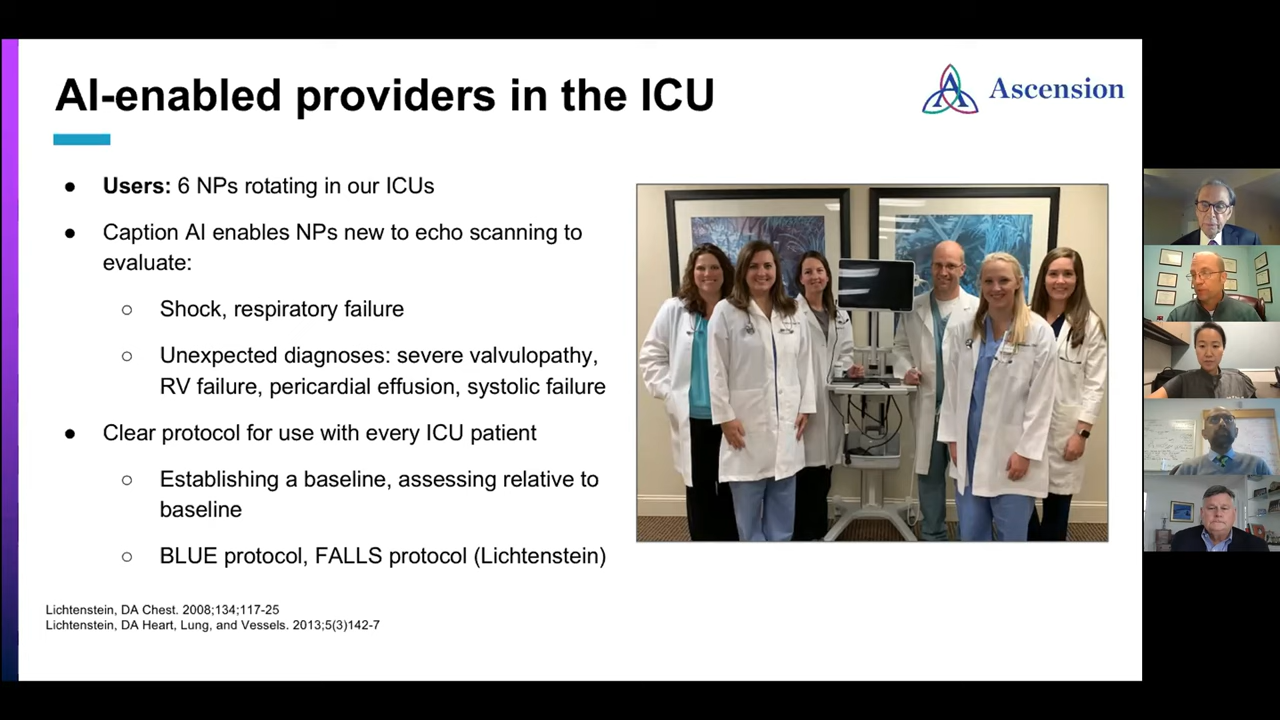 AI-enabled providers in the ICU
Ascension
● Users: 6 NPs rotating in our ICUs
● Caption AI enables NPs new to echo scanning to
evaluate:
○ Shock, respiratory failure
○ Unexpected diagnoses: severe valvulopathy,
RV failure, pericardial effusion, systolic failure
● Clear protocol for use with every ICU patient
○ Establishing a baseline, assessing relative to
baseline
○ BLUE protocol, FALLS protocol (Lichtenstein)
Lichtenstein, DA Chest. 2008;134;117-25
Lichtenstein, DA Heart, Lung, and Vessels. 2013;5(3)142-7